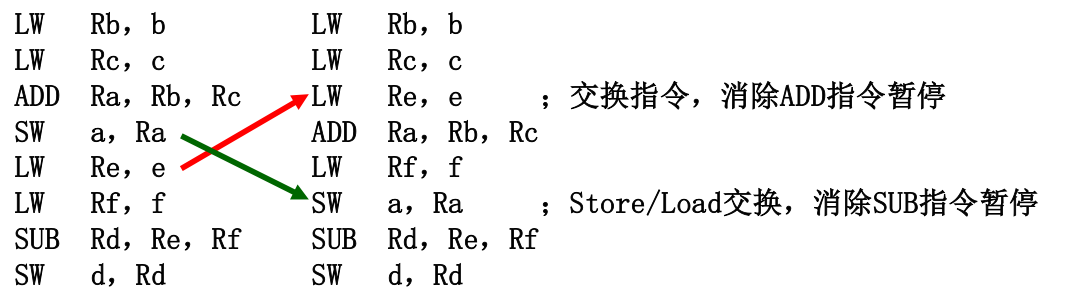 LW Rb，b LW Rb，b
LW Rc，c LW Rc，c
ADD Ra，Rb，Rc LW Re，e ；交换指令，消除ADD指令暂停
SW a，Ra ADD Ra，Rb，Rc
LW Re，e LW Rf，f
LW Rf，f SW a，Ra ；Store/Load交换，消除SUB指令暂停
SUB Rd，Re，Rf SUB Rd，Re，Rf
SW d，Rd SW d，Rd